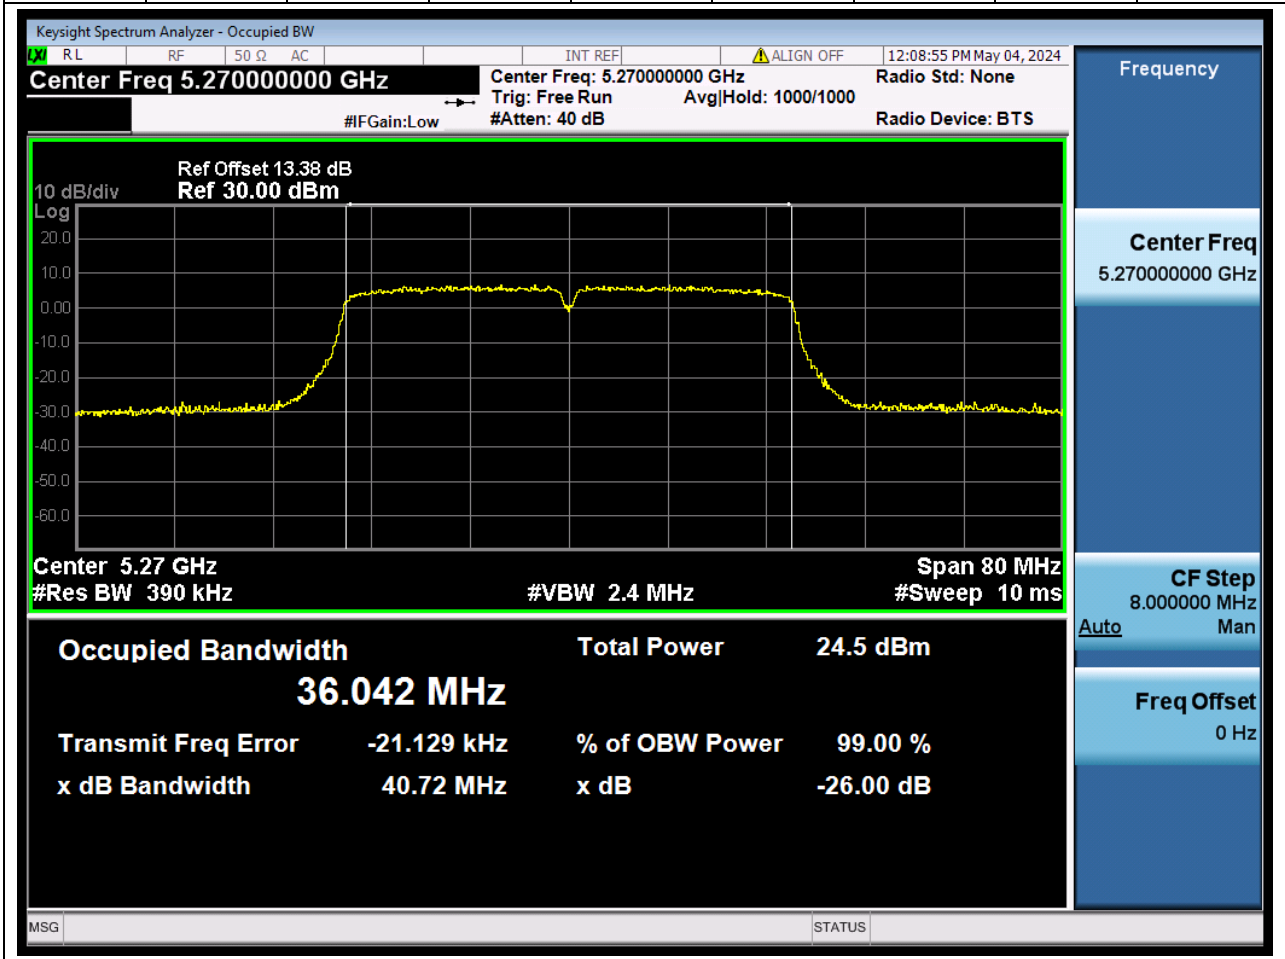 Keysight Spectrum Analyzer - Occupied BW
LXI RL RF 50 Ω AC INT REF ALIGN OFF 12:08:55 PM May 04, 2024
Center Freq 5.270000000 GHz
Center Freq: 5.270000000 GHz
Radio Std: None
Trig: Free Run Avg|Hold: 1000/1000
#IFGain:Low
#Atten: 40 dB
Radio Device: BTS
Ref Offset 13.38 dB
10 dB/div Ref 30.00 dBm
Log
20.0
10.0
0.00
-10.0
-20.0
-30.0
-40.0
-50.0
-60.0
Center 5.27 GHz Span 80 MHz
#Res BW 390 kHz #VBW 2.4 MHz #Sweep 10 ms
Occupied Bandwidth Total Power 24.5 dBm
36.042 MHz
Transmit Freq Error -21.129 kHz % of OBW Power 99.00 %
x dB Bandwidth 40.72 MHz x dB -26.00 dB
MSG STATUS
Frequency
Center Freq
5.270000000 GHz
CF Step
8.000000 MHz
Auto Man
Freq Offset
0 Hz